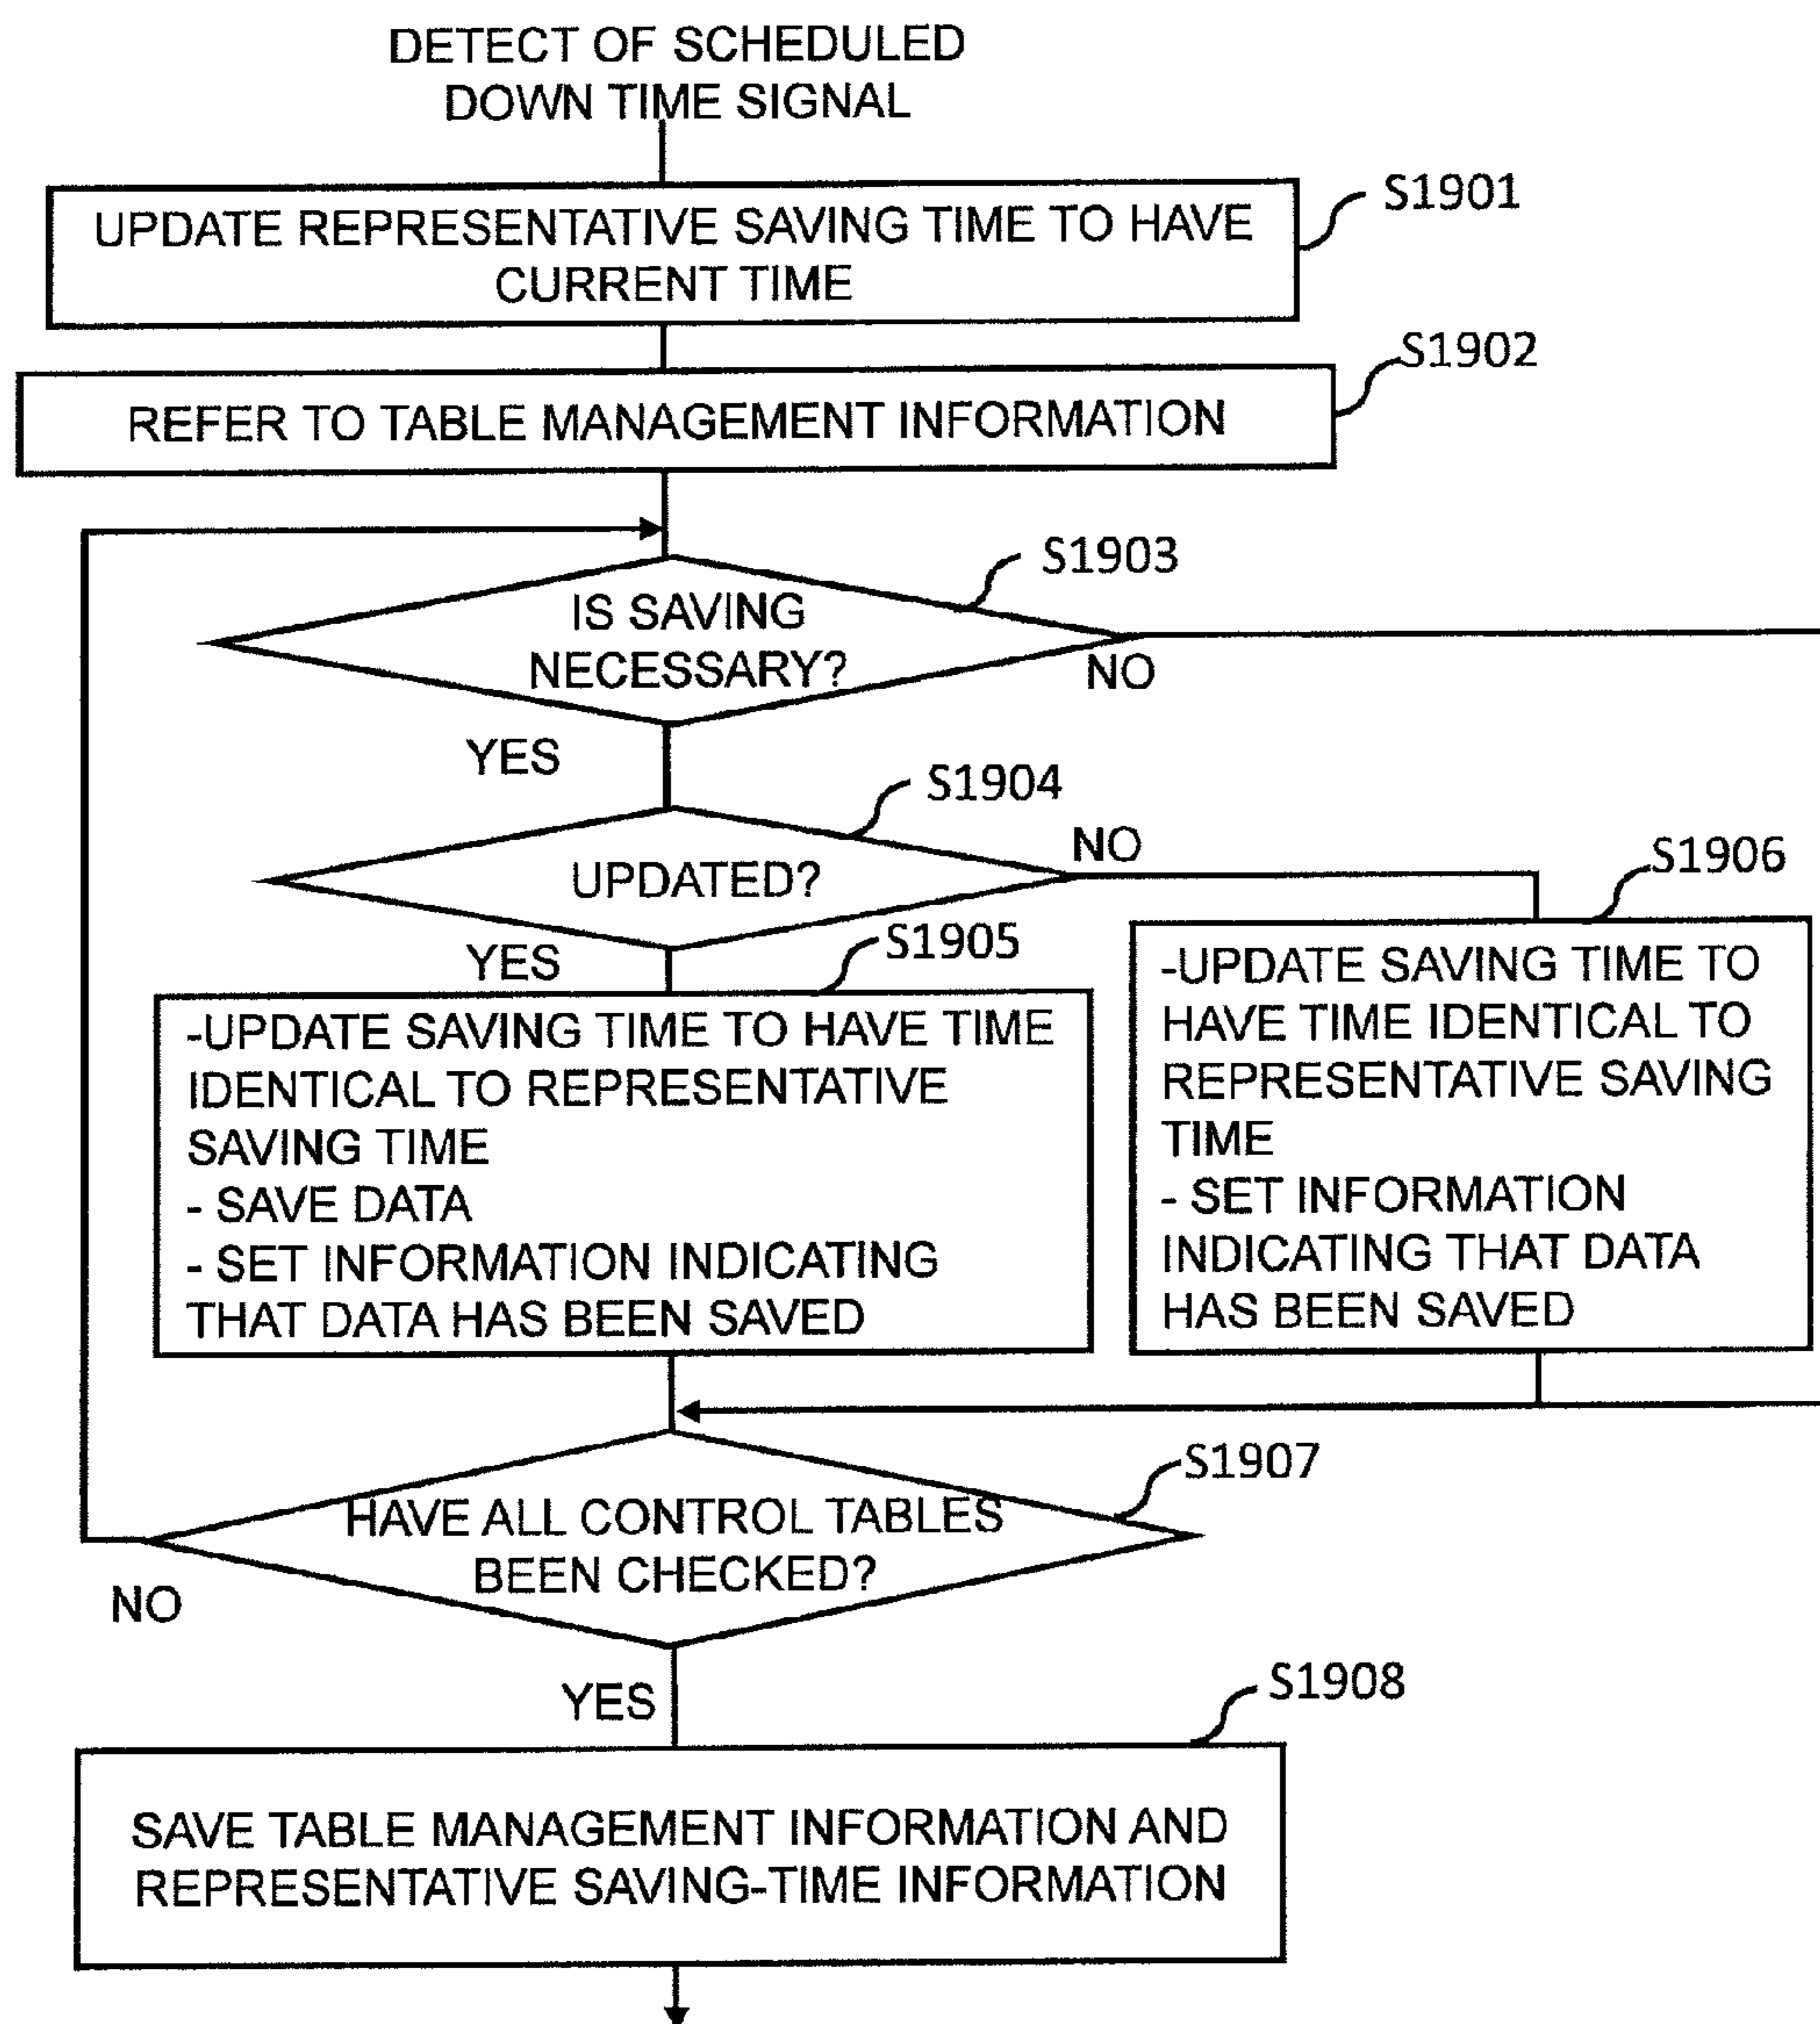 DETECT OF SCHEDULED
DOWN TIME SIGNAL
S1901
UPDATE REPRESENTATIVE SAVING TIME TO HAVE
CURRENT TIME
S1902
REFER TO TABLE MANAGEMENT INFORMATION
S1903
IS SAVING
NECESSARY?
NO
YES
S1904
NO
UPDATED?
S1906
YES
S1905
-UPDATE SAVING TIME TO HAVE TIME
IDENTICAL TO REPRESENTATIVE
SAVING TIME
- SAVE DATA
- SET INFORMATION INDICATING
THAT DATA HAS BEEN SAVED
-UPDATE SAVING TIME TO
HAVE TIME IDENTICAL TO
REPRESENTATIVE SAVING
TIME
- SET INFORMATION
INDICATING THAT DATA
HAS BEEN SAVED
S1907
HAVE ALL CONTROL TABLES
BEEN CHECKED?
NO
YES
S1908
SAVE TABLE MANAGEMENT INFORMATION AND
REPRESENTATIVE SAVING-TIME INFORMATION